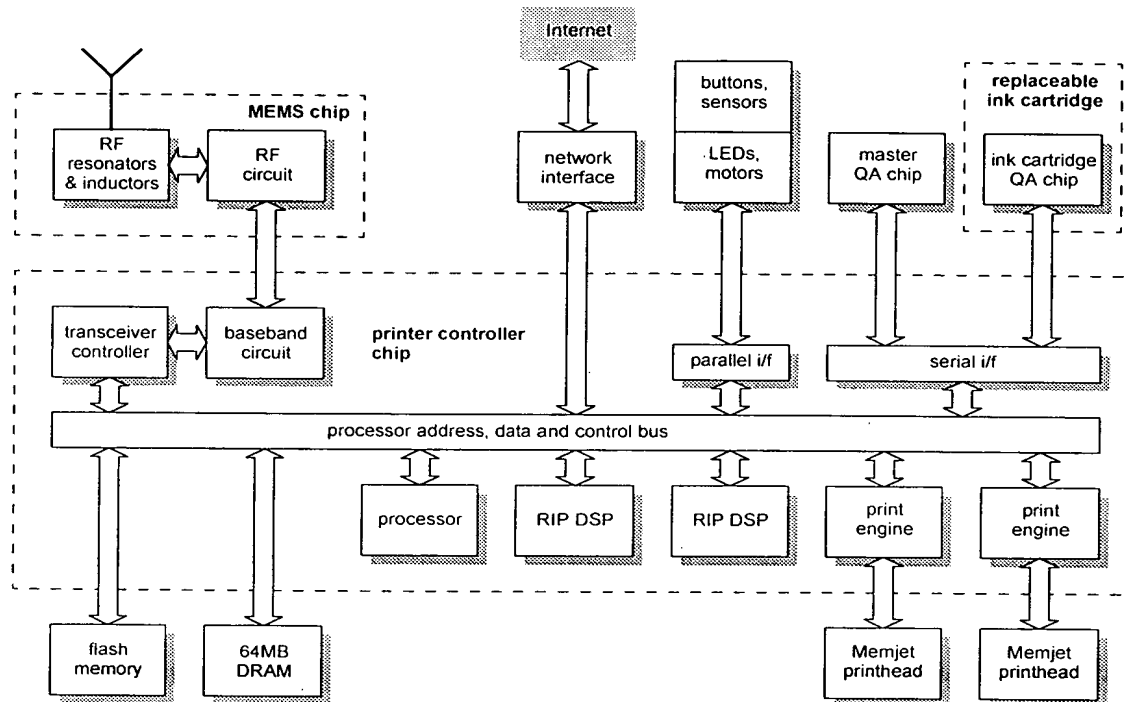 Internet
MEMS chip
RF
resonators
& inductors
RF
circuit
network
interface
buttons,
sensors
LEDs,
motors
master
QA chip
replaceable
ink cartridge
ink cartridge
QA chip
transceiver
controller
baseband
circuit
printer controller
chip
parallel i/f
serial i/f
processor address, data and control bus
processor
RIP DSP
RIP DSP
print
engine
print
engine
flash
memory
64MB
DRAM
Memjet
printhead
Memjet
printhead